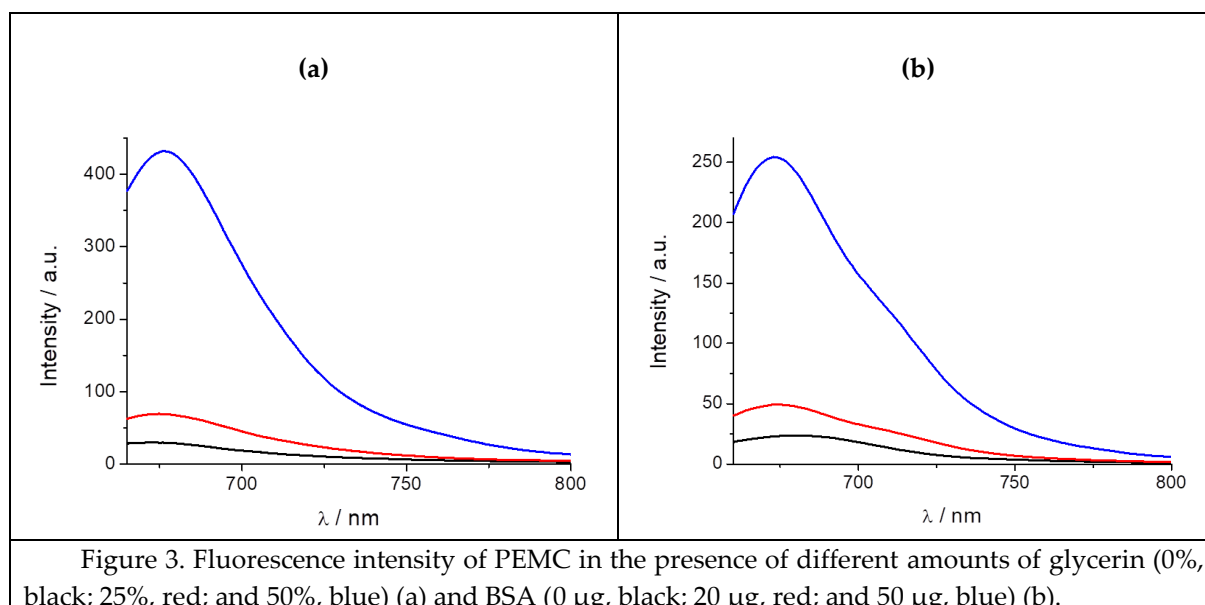 (a)
400
300
200
100
0
Intensity / a.u.
700
750
800
λ / nm
(b)
250
200
150
100
50
0
Intensity / a.u.
700
750
800
λ / nm
Figure 3. Fluorescence intensity of PEMC in the presence of different amounts of glycerin (0%,
black; 25%, red; and 50%, blue) (a) and BSA (0 µg, black; 20 µg, red; and 50 µg, blue) (b).